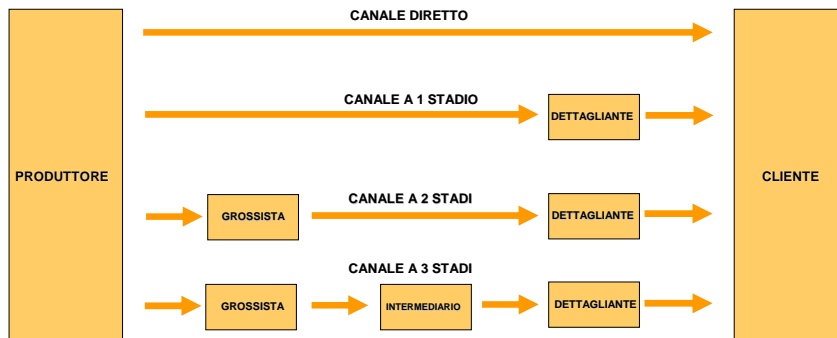 CANALE DIRETTO
CANALE A 1 STADIO
DETTAGLIANTE
PRODUTTORE
CLIENTE
CANALE A 2 STADI
GROSSISTA
DETTAGLIANTE
CANALE A 3 STADI
GROSSISTA
INTERMEDIARIO
DETTAGLIANTE